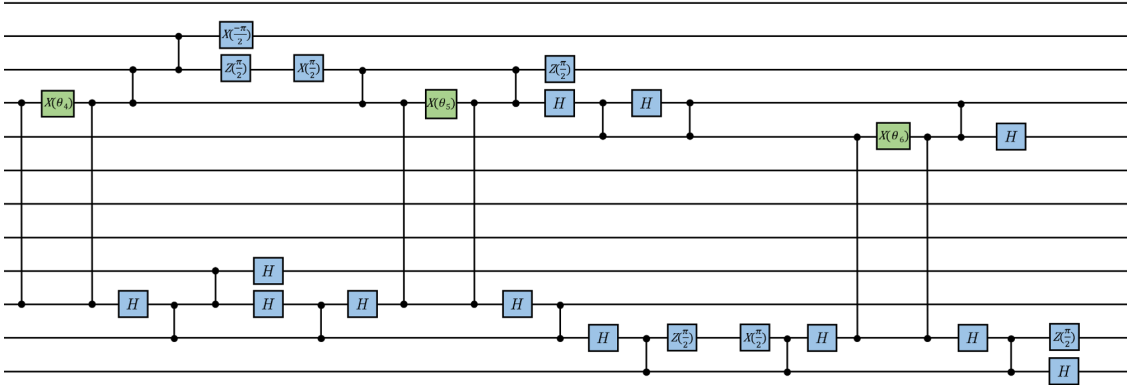 X(-π/2)
Z(π/2) X(π/2) Z(π/2)
X(θ₄) X(θ₅) H H
X(θ₆) H
H
H H H H
H Z(π/2) X(π/2) H H Z(π/2)
H